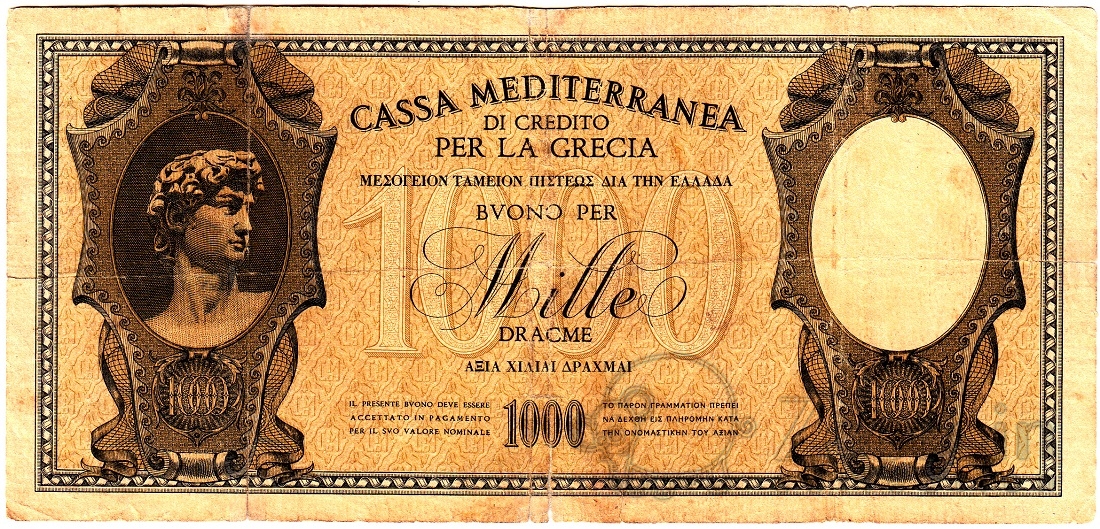 CASSA MEDITERRANEA
DI CREDITO
PER LA GRECIA
ΜΕΣΟΓΕΙΟΝ ΤΑΜΕΙΟΝ ΠΙΣΤΕΩΣ ΔΙΑ ΤΗΝ ΕΛΛΑΔΑ
1000
BVONO PER
Mille
DRACME
ΑΞΙΑ ΧΙΛΙΑΙ ΔΡΑΧΜΑΙ
IL PRESENTE BVONO DEVE ESSERE
ACCETTATO IN PAGAMENTO
PER IL SVO VALORE NOMINALE
1000
ΤΟ ΠΑΡΟΝ ΓΡΑΜΜΑΤΙΟΝ ΠΡΕΠΕΙ
ΝΑ ΔΕΧΘΗ ΕΙΣ ΠΛΗΡΟΜΗΝ ΚΑΤΑ
ΤΗΝ ΟΝΟΜΑΣΤΙΚΗΝ ΤΟΥ ΑΞΙΑΝ
1000
1000